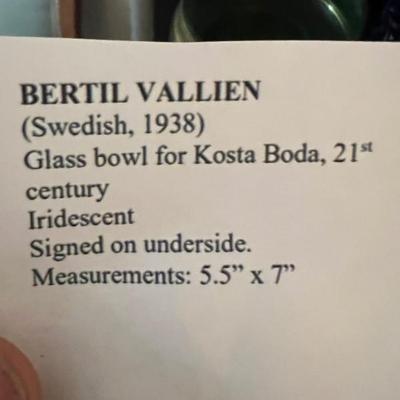 BERTIL VALLIEN
(Swedish, 1938)
Glass bowl for Kosta Boda, 21st
century
Iridescent
Signed on underside.
Measurements: 5.5” x 7”